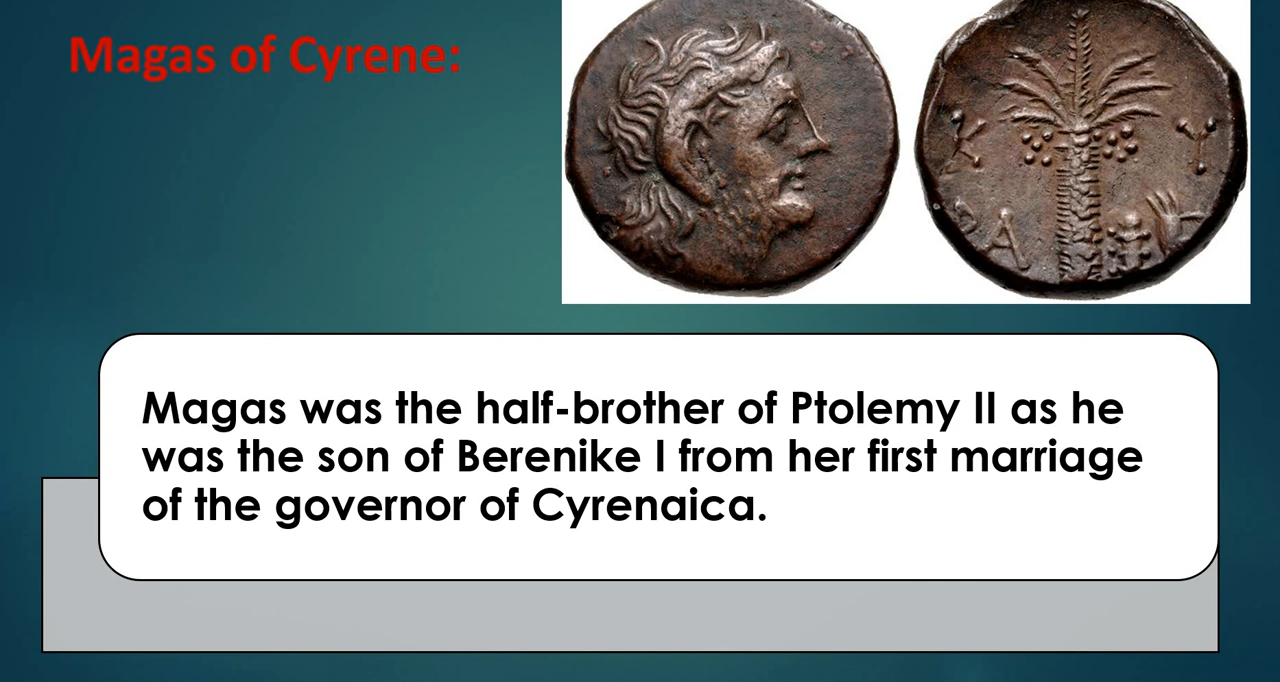 Magas of Cyrene:
Κ Υ
Ρ Α
Magas was the half-brother of Ptolemy II as he
was the son of Berenike I from her first marriage
of the governor of Cyrenaica.